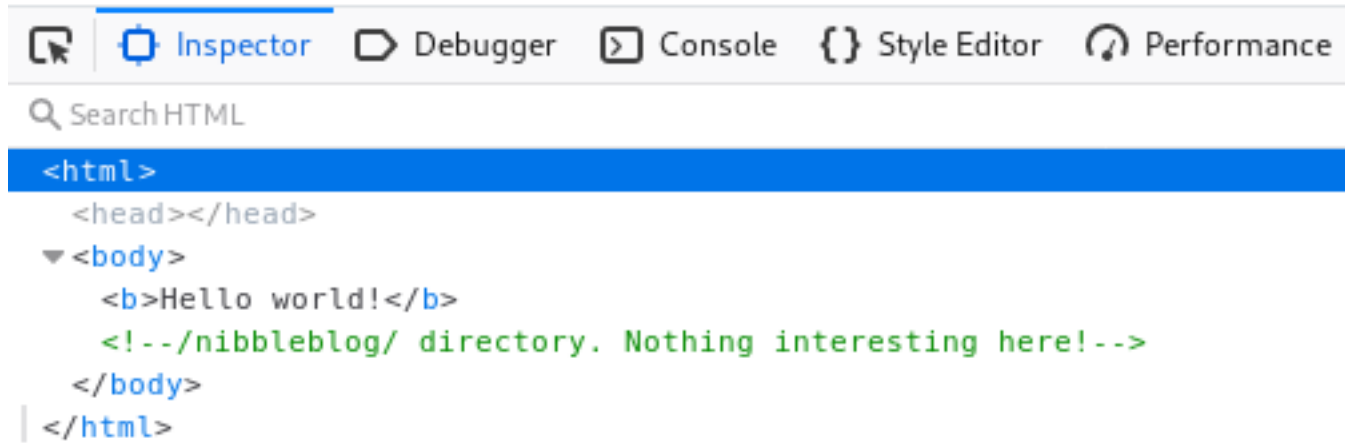 Inspector Debugger Console Style Editor Performance
Search HTML
<html>
<head></head>
<body>
<b>Hello world!</b>
<!--/nibbleblog/ directory. Nothing interesting here!-->
</body>
</html>